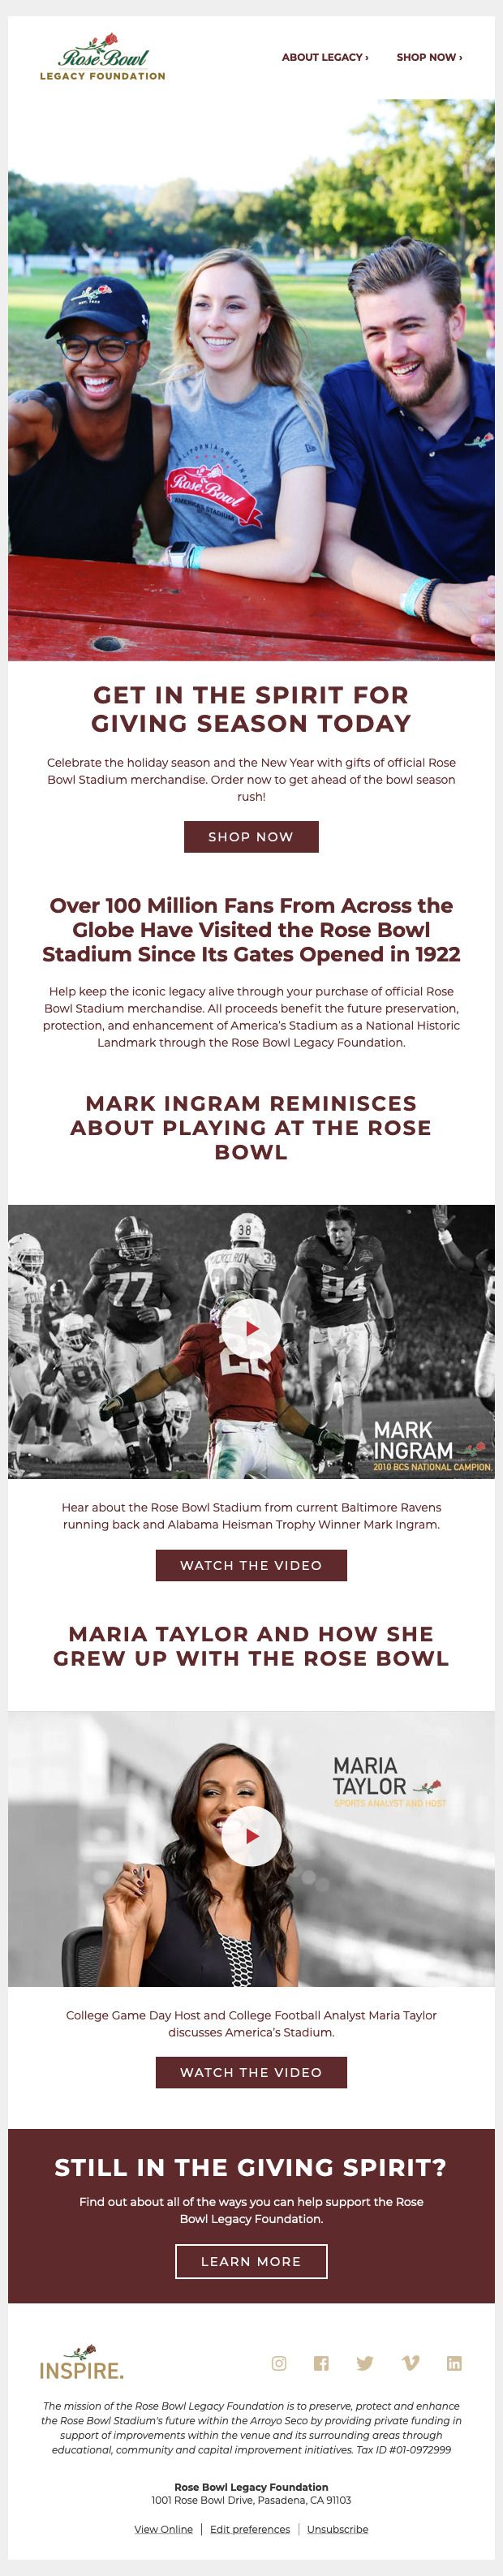 Rose Bowl
LEGACY FOUNDATION
ABOUT LEGACY ›
SHOP NOW ›
CALIFORNIA'S ORIGINAL
Rose Bowl
AMERICA'S STADIUM
GET IN THE SPIRIT FOR
GIVING SEASON TODAY
Celebrate the holiday season and the New Year with gifts of official Rose
Bowl Stadium merchandise. Order now to get ahead of the bowl season
rush!
SHOP NOW
Over 100 Million Fans From Across the
Globe Have Visited the Rose Bowl
Stadium Since Its Gates Opened in 1922
Help keep the iconic legacy alive through your purchase of official Rose
Bowl Stadium merchandise. All proceeds benefit the future preservation,
protection, and enhancement of America's Stadium as a National Historic
Landmark through the Rose Bowl Legacy Foundation.
MARK INGRAM REMINISCES
ABOUT PLAYING AT THE ROSE
BOWL
38
77
84
22
MARK
INGRAM
2010 BCS NATIONAL CAMPION.
Hear about the Rose Bowl Stadium from current Baltimore Ravens
running back and Alabama Heisman Trophy Winner Mark Ingram.
WATCH THE VIDEO
MARIA TAYLOR AND HOW SHE
GREW UP WITH THE ROSE BOWL
MARIA
TAYLOR
SPORTS ANALYST AND HOST
College Game Day Host and College Football Analyst Maria Taylor
discusses America's Stadium.
WATCH THE VIDEO
STILL IN THE GIVING SPIRIT?
Find out about all of the ways you can help support the Rose
Bowl Legacy Foundation.
LEARN MORE
INSPIRE.
The mission of the Rose Bowl Legacy Foundation is to preserve, protect and enhance
the Rose Bowl Stadium's future within the Arroyo Seco by providing private funding in
support of improvements within the venue and its surrounding areas through
educational, community and capital improvement initiatives. Tax ID #01-0972999
Rose Bowl Legacy Foundation
1001 Rose Bowl Drive, Pasadena, CA 91103
View Online | Edit preferences | Unsubscribe